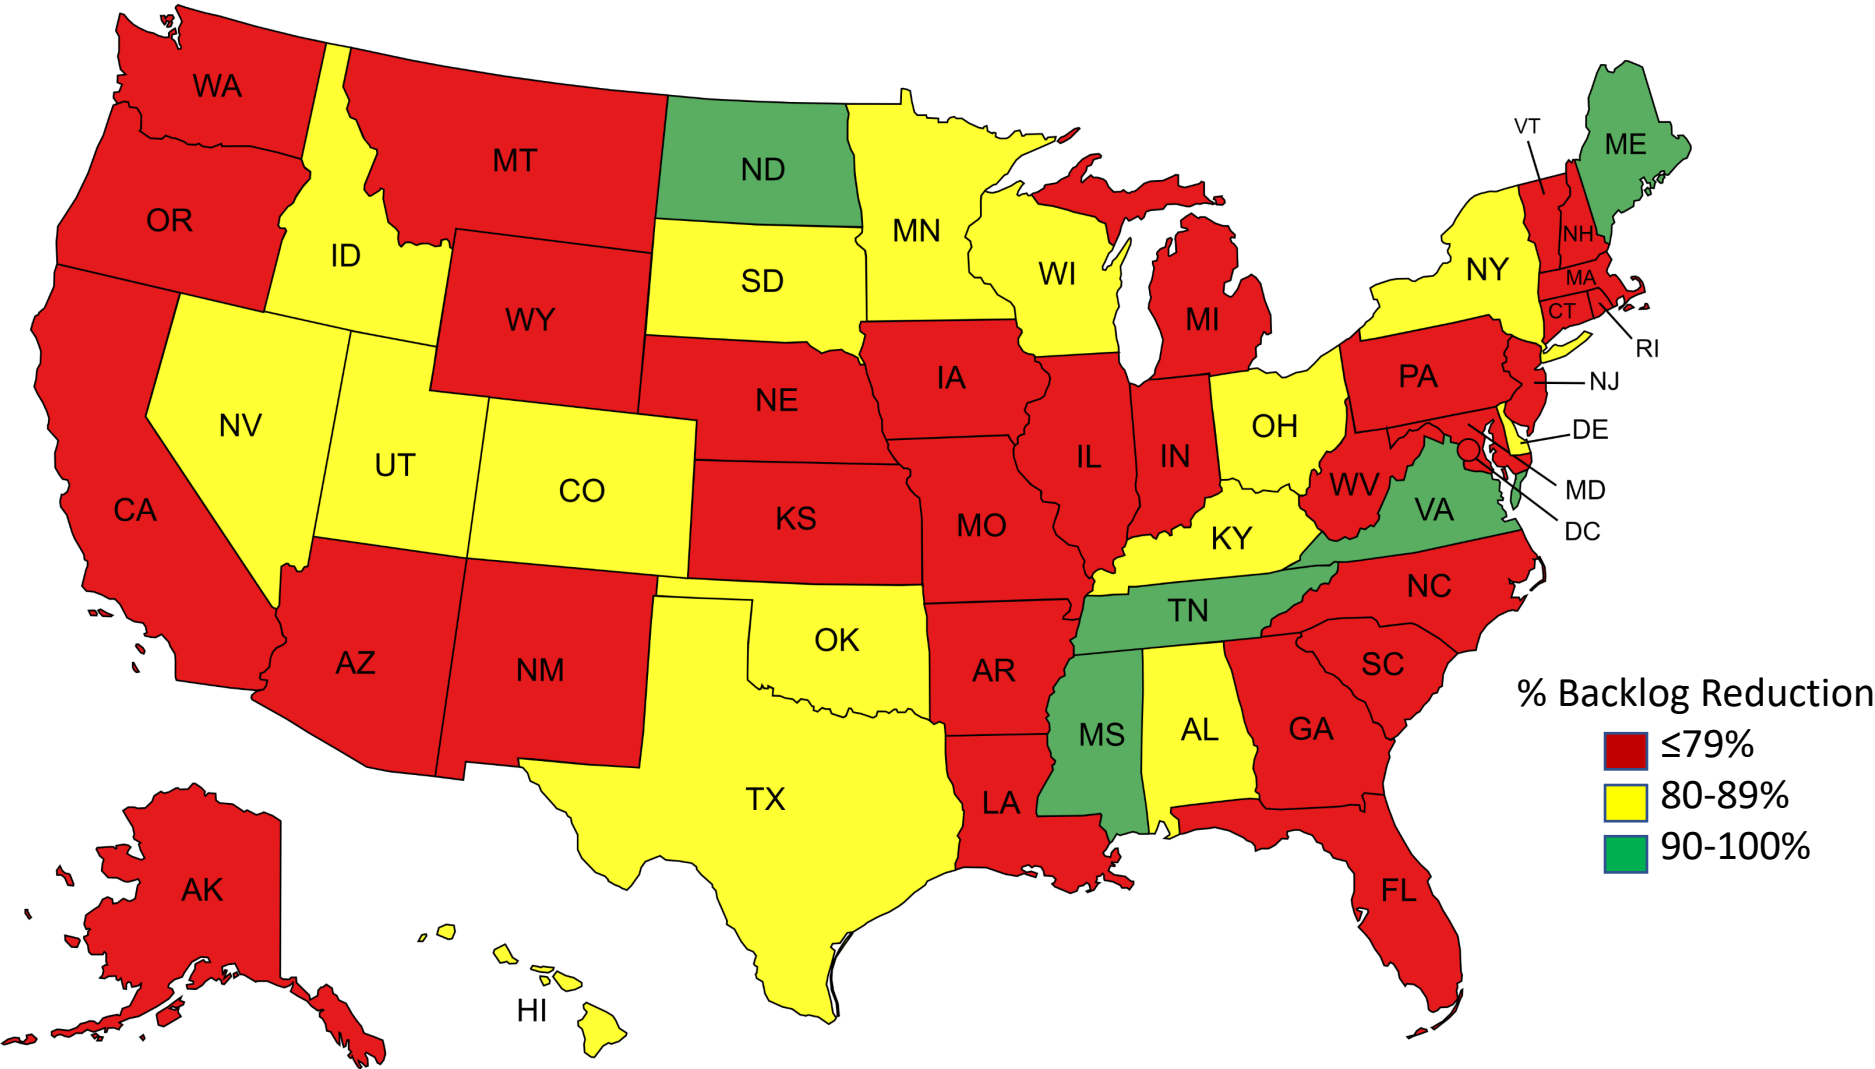 WA
MT
ND
MN
VT
ME
OR
ID
SD
WI
NY
NH
MA
CT
RI
WY
MI
IA
NE
PA
NJ
NV
UT
CO
IL
IN
OH
DE
CA
KS
MO
WV
VA
MD
DC
KY
NC
TN
AZ
NM
OK
AR
SC
MS
AL
GA
TX
LA
AK
HI
FL
% Backlog Reduction
≤79%
80-89%
90-100%